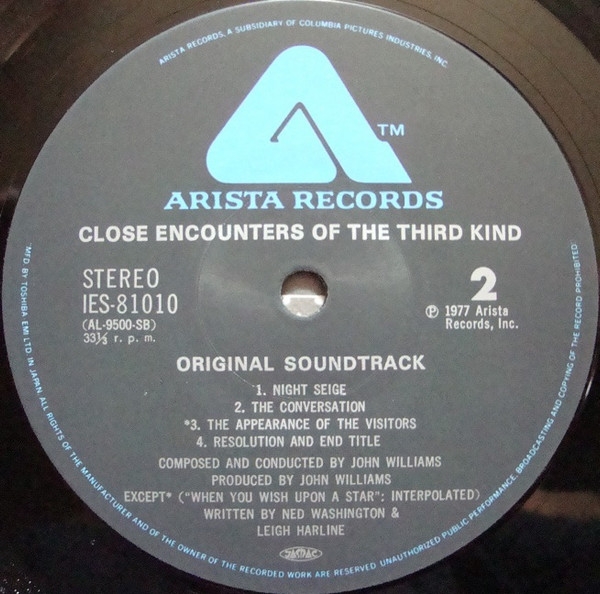 ARISTA RECORDS, A SUBSIDIARY OF COLUMBIA PICTURES INDUSTRIES, INC.
TM
ARISTA RECORDS
CLOSE ENCOUNTERS OF THE THIRD KIND
STEREO
IES-81010
(AL-9500-SB)
33⅓ r. p. m.
2
Ⓟ 1977 Arista
Records, Inc.
ORIGINAL SOUNDTRACK
1. NIGHT SEIGE
2. THE CONVERSATION
*3. THE APPEARANCE OF THE VISITORS
4. RESOLUTION AND END TITLE
COMPOSED AND CONDUCTED BY JOHN WILLIAMS
PRODUCED BY JOHN WILLIAMS
EXCEPT* ("WHEN YOU WISH UPON A STAR": INTERPOLATED)
WRITTEN BY NED WASHINGTON &
LEIGH HARLINE
JASRAC
MFD. BY TOSHIBA EMI LTD. IN JAPAN. ALL RIGHTS OF THE MANUFACTURER AND OF THE OWNER OF THE RECORDED WORK ARE RESERVED. UNAUTHORIZED PUBLIC PERFORMANCE, BROADCASTING AND COPYING OF THE RECORD PROHIBITED